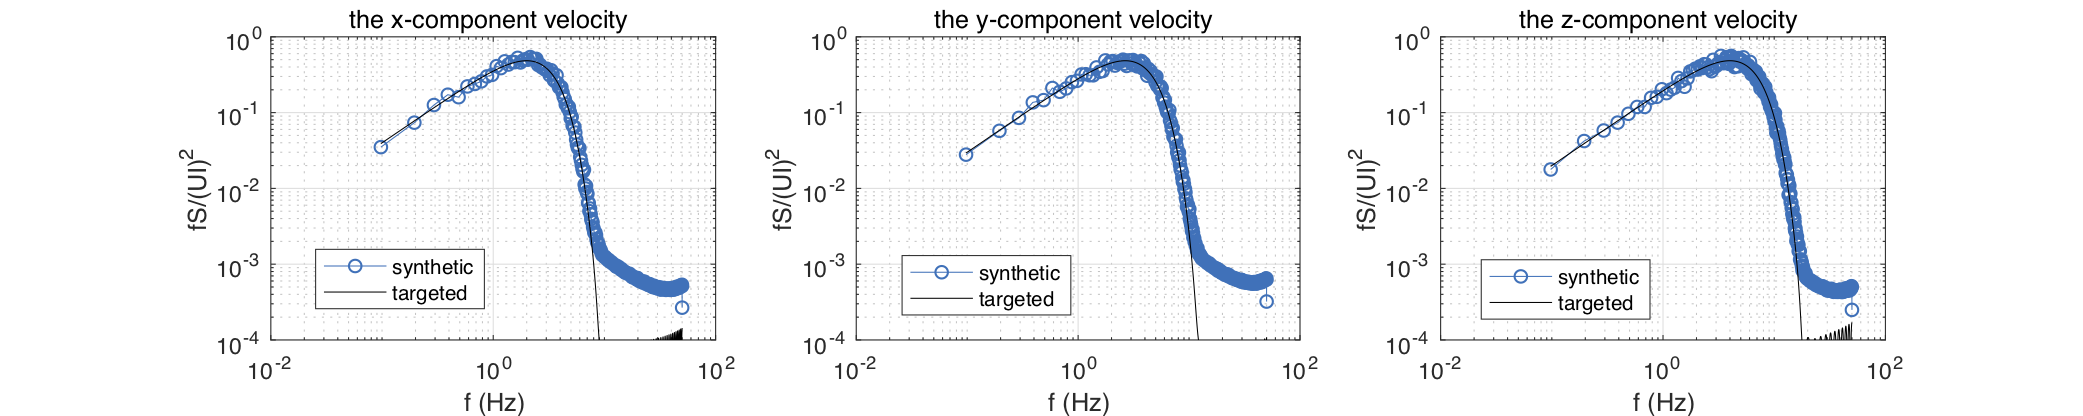 the x-component velocity
10^0
10^-1
10^-2
10^-3
10^-4
fS/(UI)^2
synthetic
targeted
10^-2
10^0
10^2
f (Hz)
the y-component velocity
10^0
10^-1
10^-2
10^-3
10^-4
fS/(UI)^2
synthetic
targeted
10^-2
10^0
10^2
f (Hz)
the z-component velocity
10^0
10^-1
10^-2
10^-3
10^-4
fS/(UI)^2
synthetic
targeted
10^-2
10^0
10^2
f (Hz)